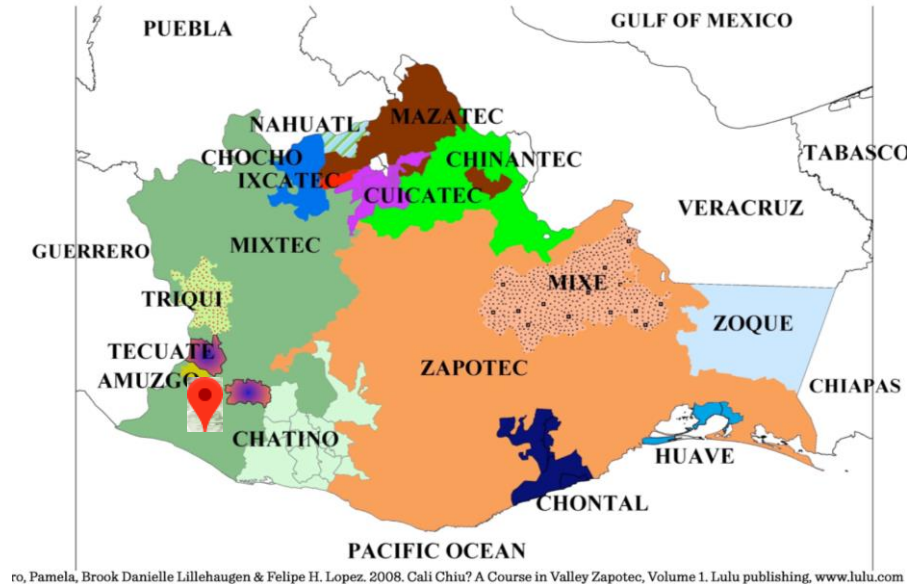 PUEBLA
GULF OF MEXICO
NAHUATL
MAZATEC
CHOCHO
CHINANTEC
TABASCO
IXCATEC
CUICATEC
VERACRUZ
GUERRERO
MIXTEC
MIXE
TRIQUI
ZOQUE
TECUATE
AMUZGO
ZAPOTEC
CHIAPAS
CHATINO
HUAVE
CHONTAL
PACIFIC OCEAN
ro, Pamela, Brook Danielle Lillehaugen & Felipe H. Lopez. 2008. Cali Chiu? A Course in Valley Zapotec, Volume 1. Lulu publishing, www.lulu.com